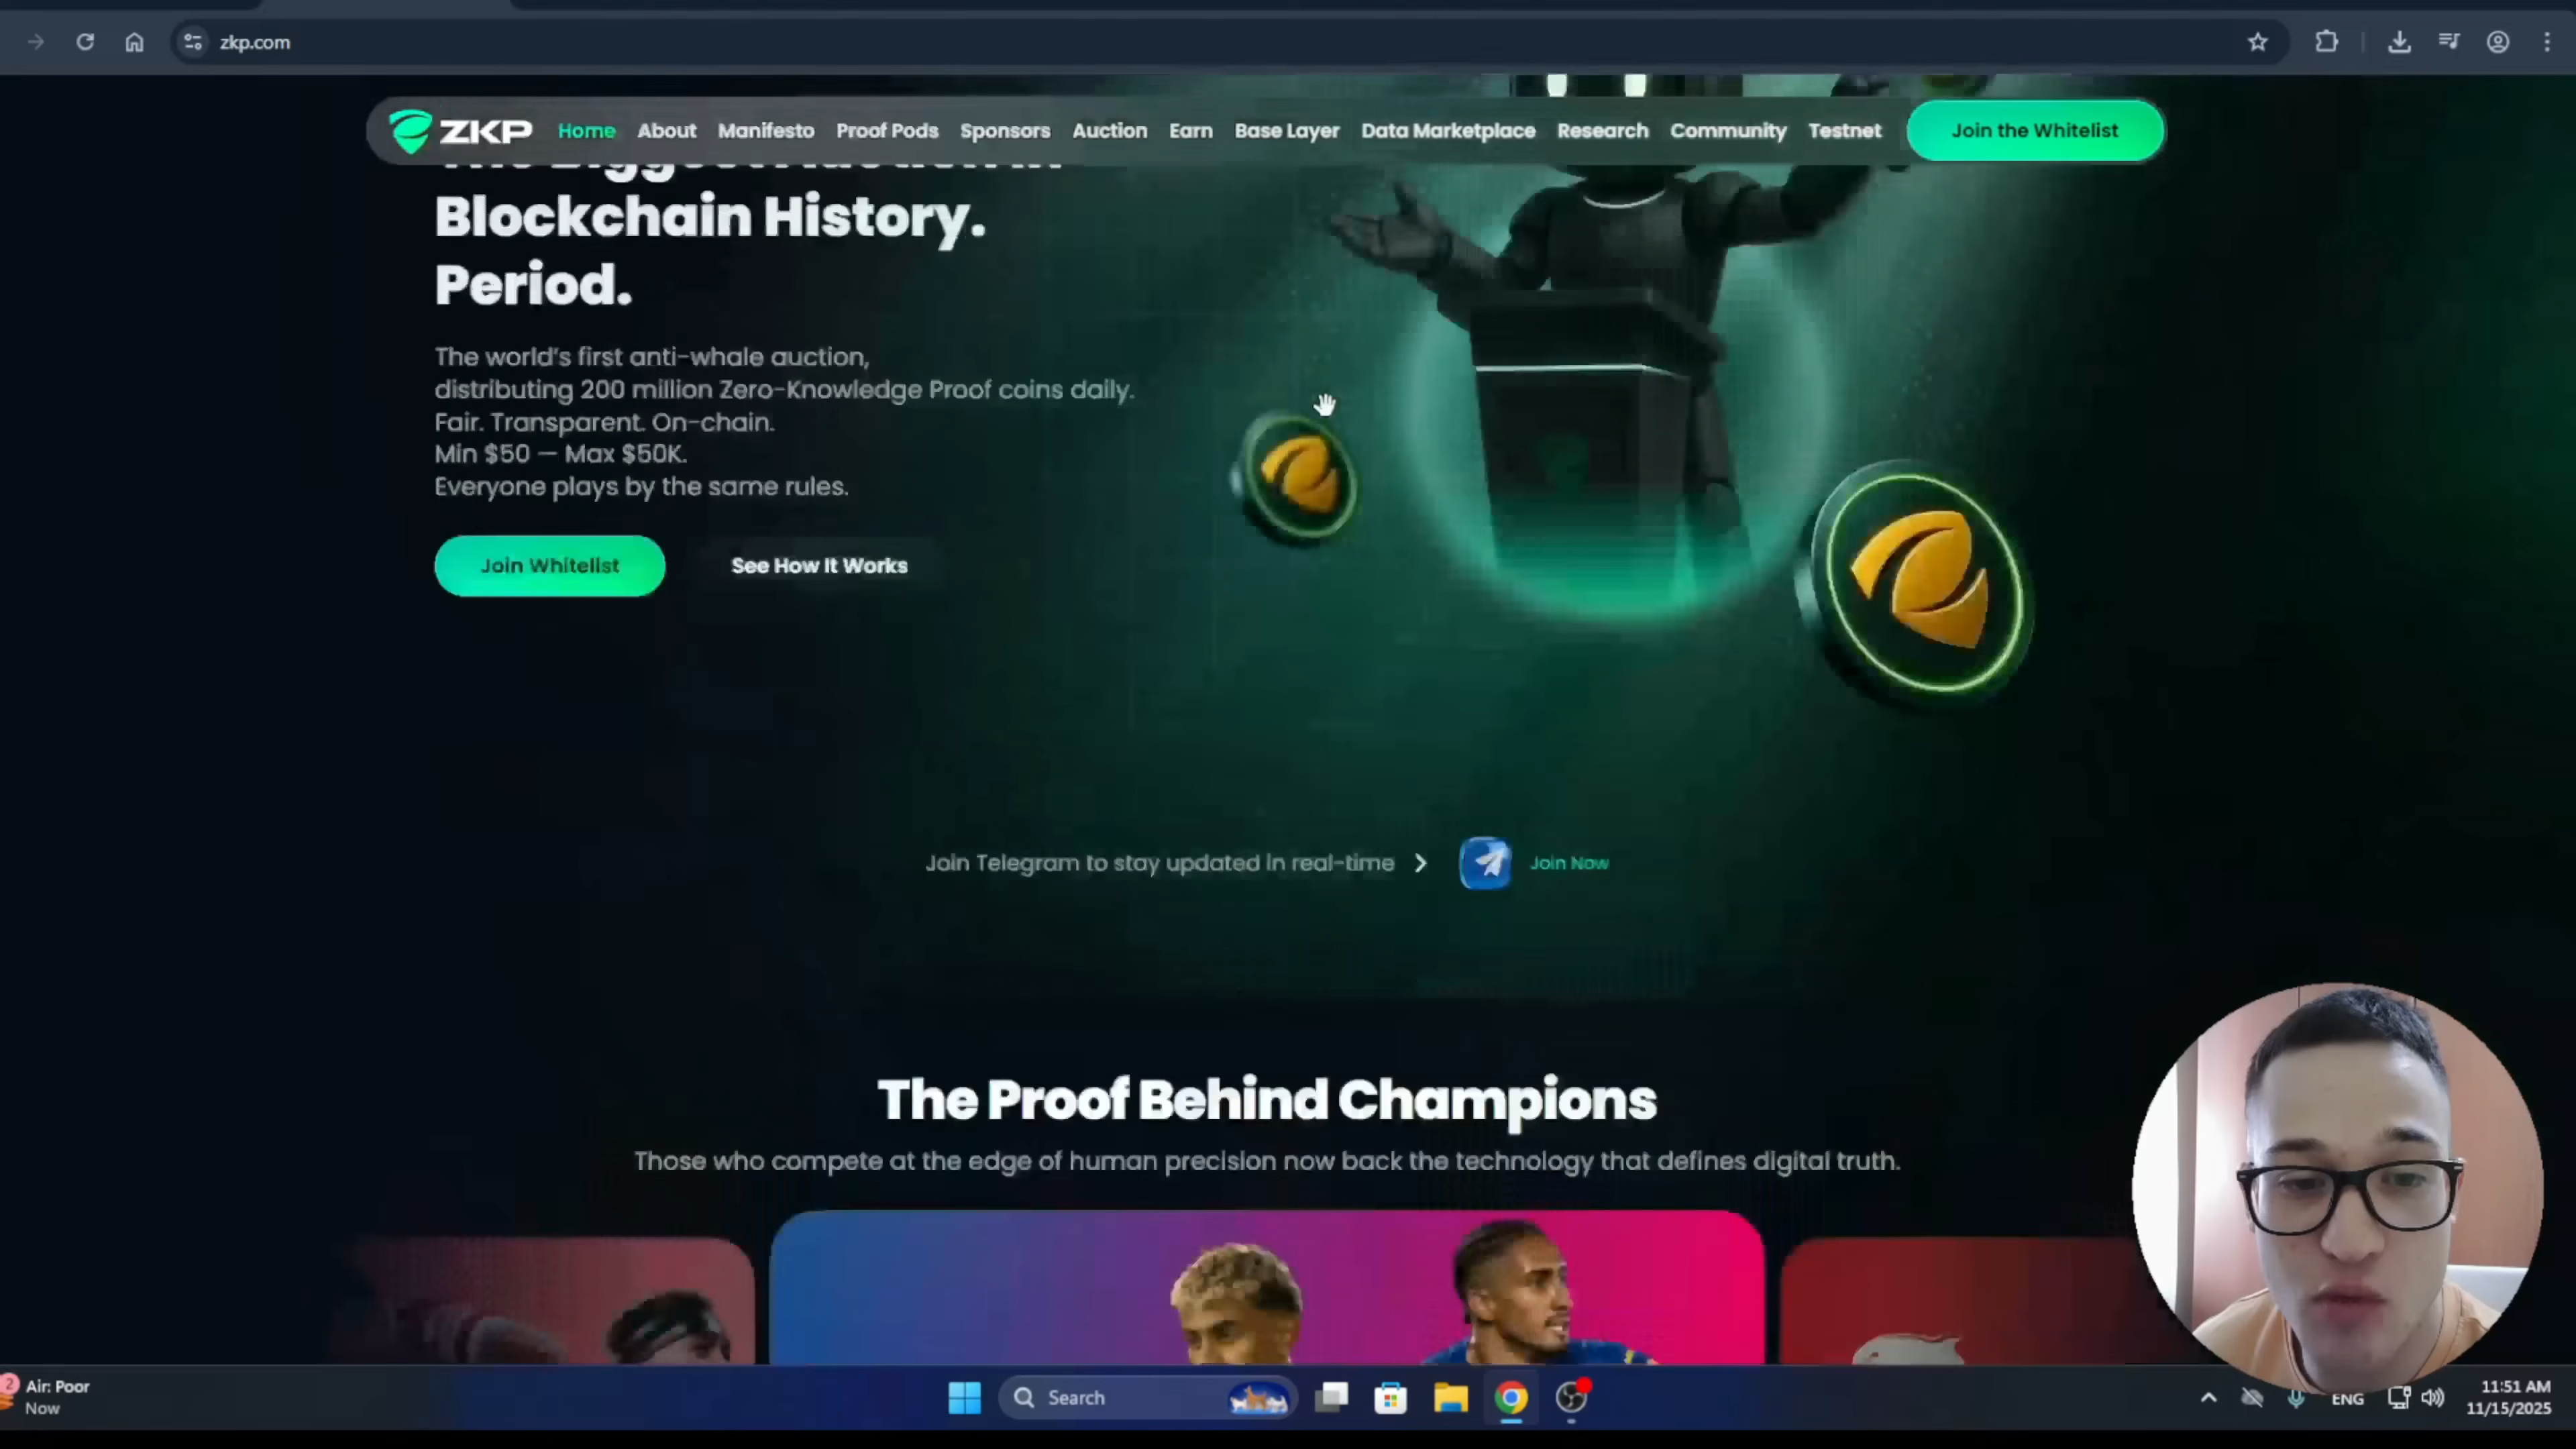 zkp.com
ZKP Home About Manifesto Proof Pods Sponsors Auction Earn Base Layer Data Marketplace Research Community Testnet Join the Whitelist
Blockchain History.
Period.
The world's first anti-whale auction,
distributing 200 million Zero-Knowledge Proof coins daily.
Fair. Transparent. On-chain.
Min $50 — Max $50K.
Everyone plays by the same rules.
Join Whitelist See How It Works
Join Telegram to stay updated in real-time Join Now
The Proof Behind Champions
Those who compete at the edge of human precision now back the technology that defines digital truth.
2
Air: Poor
Now
Search
ENG
11:51 AM
11/15/2025